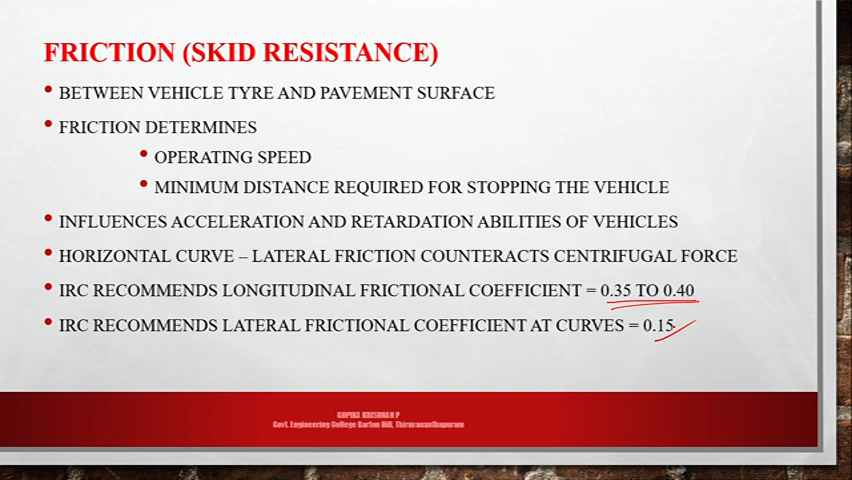 FRICTION (SKID RESISTANCE)
• BETWEEN VEHICLE TYRE AND PAVEMENT SURFACE
• FRICTION DETERMINES
• OPERATING SPEED
• MINIMUM DISTANCE REQUIRED FOR STOPPING THE VEHICLE
• INFLUENCES ACCELERATION AND RETARDATION ABILITIES OF VEHICLES
• HORIZONTAL CURVE – LATERAL FRICTION COUNTERACTS CENTRIFUGAL FORCE
• IRC RECOMMENDS LONGITUDINAL FRICTIONAL COEFFICIENT = 0.35 TO 0.40
• IRC RECOMMENDS LATERAL FRICTIONAL COEFFICIENT AT CURVES = 0.15
GOPIKA KRISHNAN P
Govt. Engineering College Barton Hill, Thiruvananthapuram